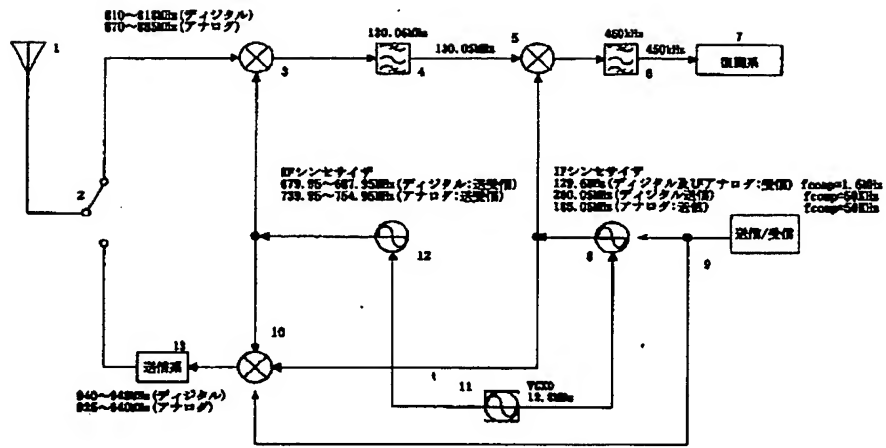 810～818MHz(ディジタル)
870～885MHz(アナログ)
1
2
3
130.05MHz
4
130.05MHz
5
450kHz
6
450kHz
7
復調系
RFシンセサイザ
679.95～687.95MHz(ディジタル:送受信)
739.95～754.95MHz(アナログ:送受信)
12
IFシンセサイザ
129.6MHz(ディジタル及びアナログ:受信) fcomp=1.6MHz
260.05MHz(ディジタル送信) fcomp=50KHz
185.05MHz(アナログ:送信) fcomp=50KHz
8
9
送信/受信
10
11
12.8MHz
13
送信系
940～948MHz(ディジタル)
925～940MHz(アナログ)